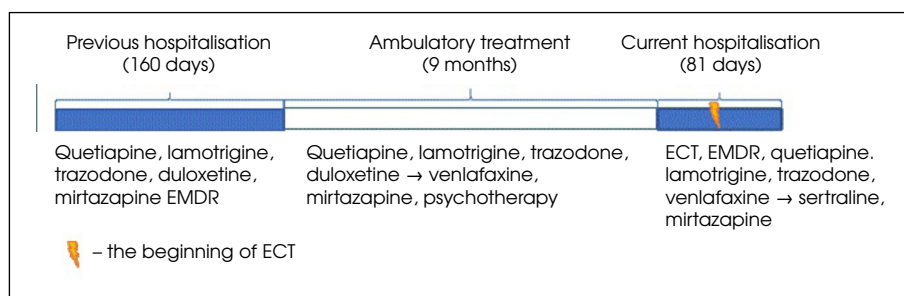 Previous hospitalisation
(160 days)
Ambulatory treatment
(9 months)
Current hospitalisation
(81 days)
Quetiapine, lamotrigine,
trazodone, duloxetine,
mirtazapine EMDR
Quetiapine, lamotrigine, trazodone,
duloxetine → venlafaxine,
mirtazapine, psychotherapy
ECT, EMDR, quetiapine.
lamotrigine, trazodone,
venlafaxine → sertraline,
mirtazapine
– the beginning of ECT